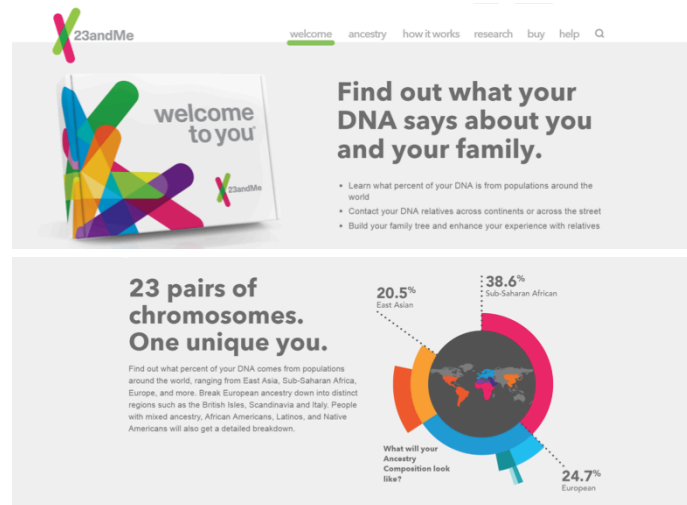 23andMe
welcome ancestry how it works research buy help
welcome
to you
23andMe
Find out what your
DNA says about you
and your family.
• Learn what percent of your DNA is from populations around the
world
• Contact your DNA relatives across continents or across the street
• Build your family tree and enhance your experience with relatives
23 pairs of
chromosomes.
One unique you.
Find out what percent of your DNA comes from populations
around the world, ranging from East Asia, Sub-Saharan Africa,
Europe, and more. Break European ancestry down into distinct
regions such as the British Isles, Scandinavia and Italy. People
with mixed ancestry, African Americans, Latinos, and Native
Americans will also get a detailed breakdown.
38.6%
Sub-Saharan African
20.5%
East Asian
What will your
Ancestry
Composition look
like?
24.7%
European